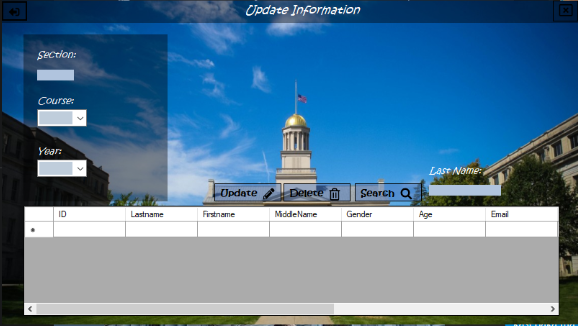 Update Information
Section:
Course:
Year:
Last Name:
Update Delete Search
ID Lastname Firstname MiddleName Gender Age Email
*